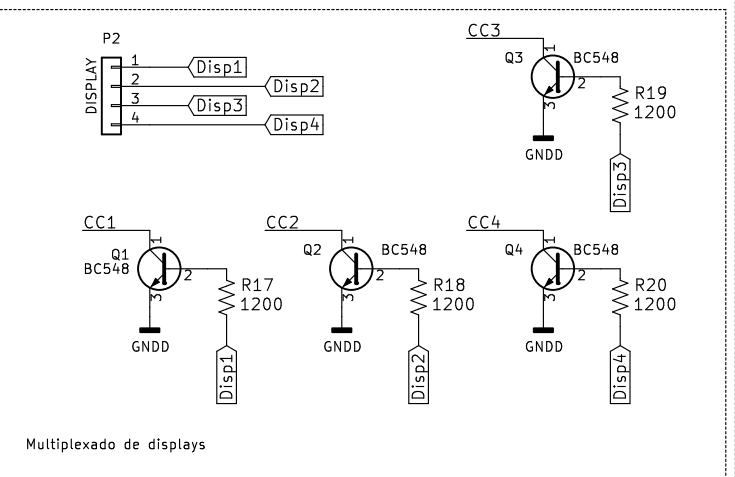 P2
DISPLAY
1 Disp1
2 Disp2
3 Disp3
4 Disp4
CC3
1
Q3 BC548
2
3
R19
1200
GNDD
Disp3
CC1
1
Q1
BC548
2
3
R17
1200
GNDD
Disp1
CC2
1
Q2 BC548
2
3
R18
1200
GNDD
Disp2
CC4
1
Q4 BC548
2
3
R20
1200
GNDD
Disp4
Multiplexado de displays